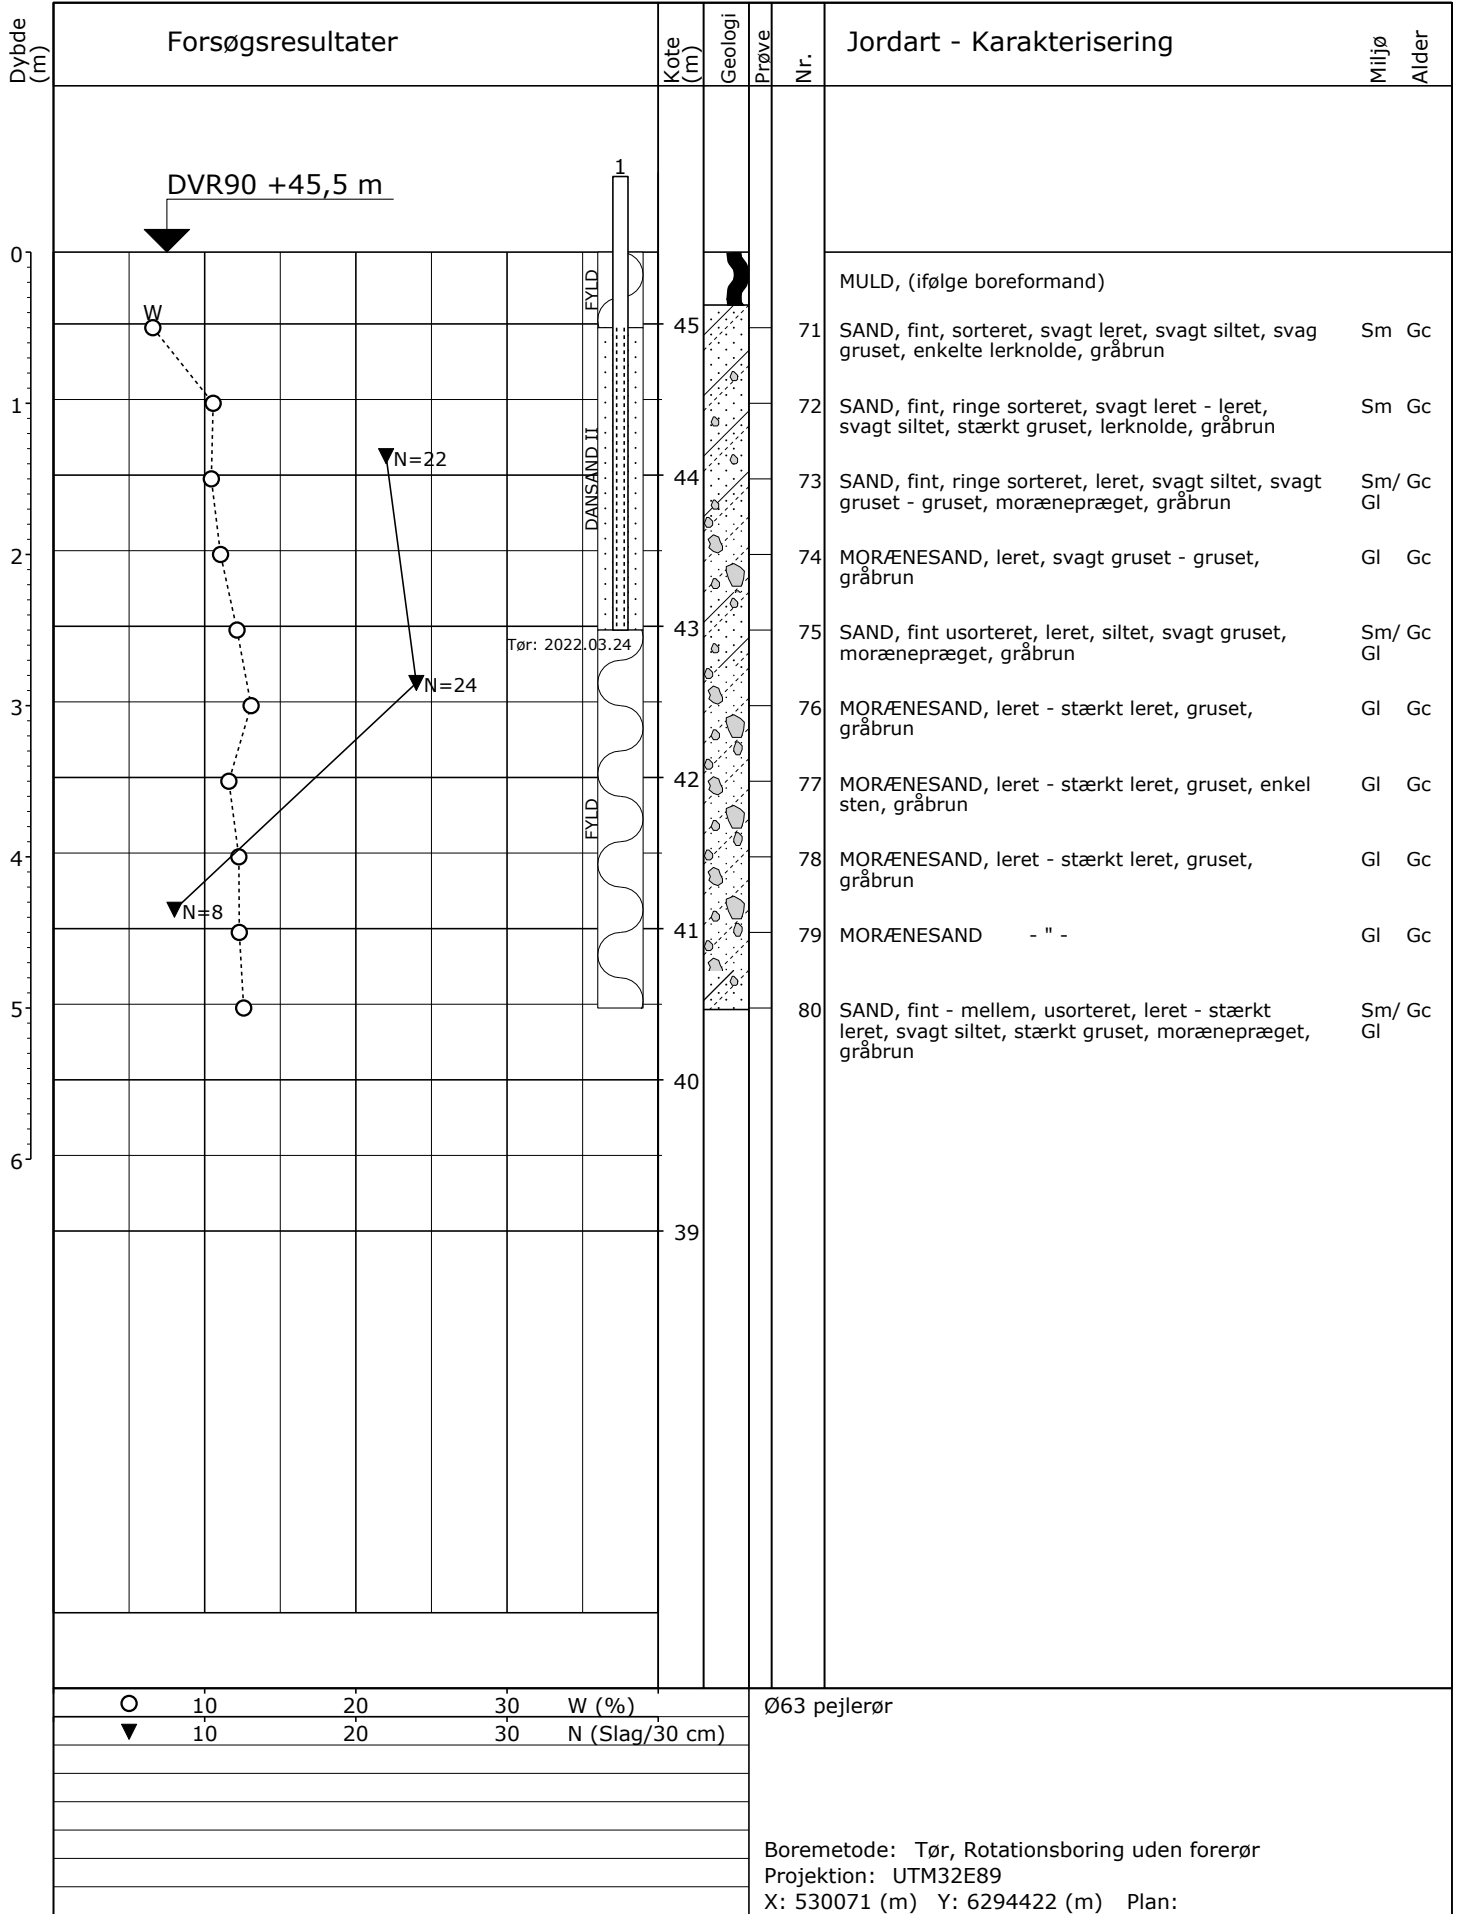 Dybde (m)
Forsøgsresultater
Kote (m)
Geologi
Prøve
Nr.
Jordart - Karakterisering
Miljø
Alder
DVR90 +45,5 m
1
0
FYLD
MULD, (ifølge boreformand)
W
45
71 SAND, fint, sorteret, svagt leret, svagt siltet, svag Sm Gc
gruset, enkelte lerknolde, gråbrun
1
72 SAND, fint, ringe sorteret, svagt leret - leret, Sm Gc
svagt siltet, stærkt gruset, lerknolde, gråbrun
N=22
DANSAND II
44
73 SAND, fint, ringe sorteret, leret, svagt siltet, svagt Sm/ Gc
gruset - gruset, morænepræget, gråbrun Gl
2
74 MORÆNESAND, leret, svagt gruset - gruset, Gl Gc
gråbrun
43
75 SAND, fint usorteret, leret, siltet, svagt gruset, Sm/ Gc
morænepræget, gråbrun Gl
Tør: 2022.03.24
N=24
3
76 MORÆNESAND, leret - stærkt leret, gruset, Gl Gc
gråbrun
42
77 MORÆNESAND, leret - stærkt leret, gruset, enkel Gl Gc
sten, gråbrun
FYLD
4
78 MORÆNESAND, leret - stærkt leret, gruset, Gl Gc
gråbrun
N=8
41
79 MORÆNESAND - " - Gl Gc
5
80 SAND, fint - mellem, usorteret, leret - stærkt Sm/ Gc
leret, svagt siltet, stærkt gruset, morænepræget, Gl
gråbrun
40
6
39
10 20 30 W (%)
10 20 30 N (Slag/30 cm)
Ø63 pejlerør
Boremetode: Tør, Rotationsboring uden forerør
Projektion: UTM32E89
X: 530071 (m) Y: 6294422 (m) Plan: